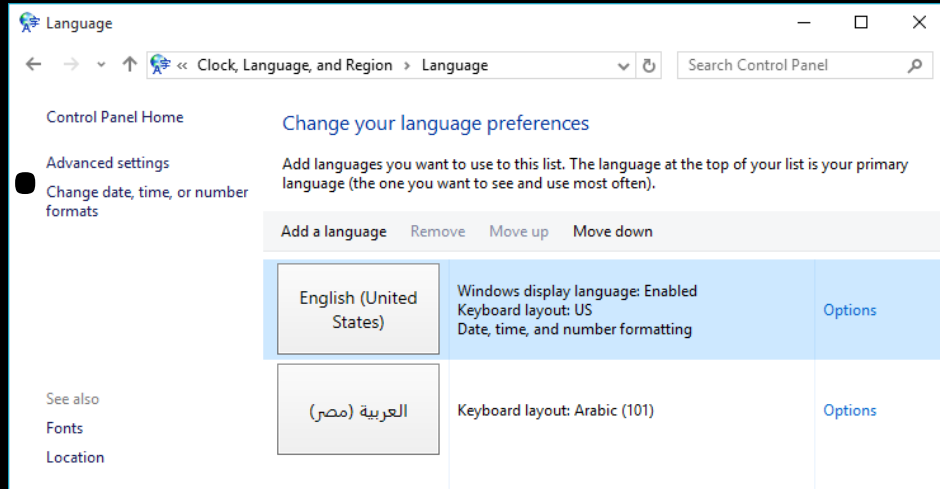 Language
« Clock, Language, and Region › Language
Search Control Panel
Control Panel Home
Advanced settings
Change date, time, or number
formats
See also
Fonts
Location
Change your language preferences
Add languages you want to use to this list. The language at the top of your list is your primary
language (the one you want to see and use most often).
Add a language Remove Move up Move down
English (United
States)
Windows display language: Enabled
Keyboard layout: US
Date, time, and number formatting
Options
العربية (مصر)
Keyboard layout: Arabic (101)
Options